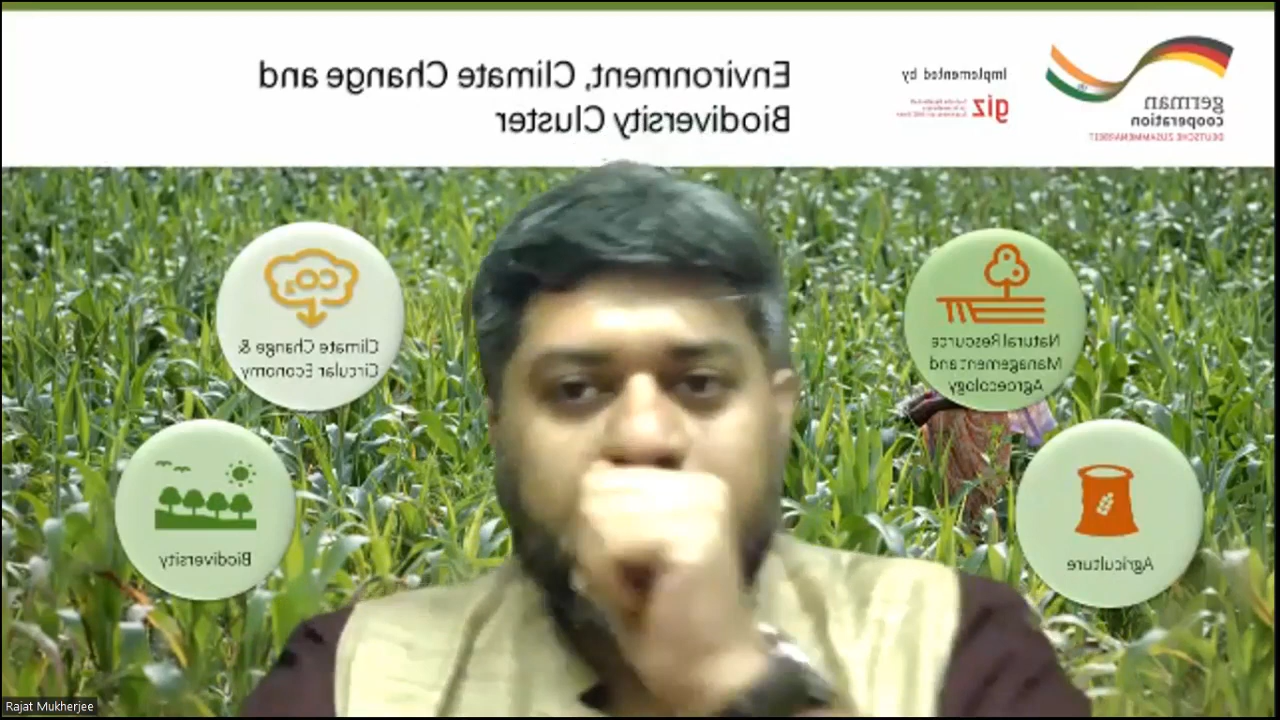 Environment, Climate Change and
Biodiversity Cluster
Implemented by
giz
german
cooperation
DEUTSCHE ZUSAMMENARBEIT
CO2
Climate Change &
Circular Economy
Natural Resource
Management and
Agroecology
Biodiversity
Agriculture
Rajat Mukherjee